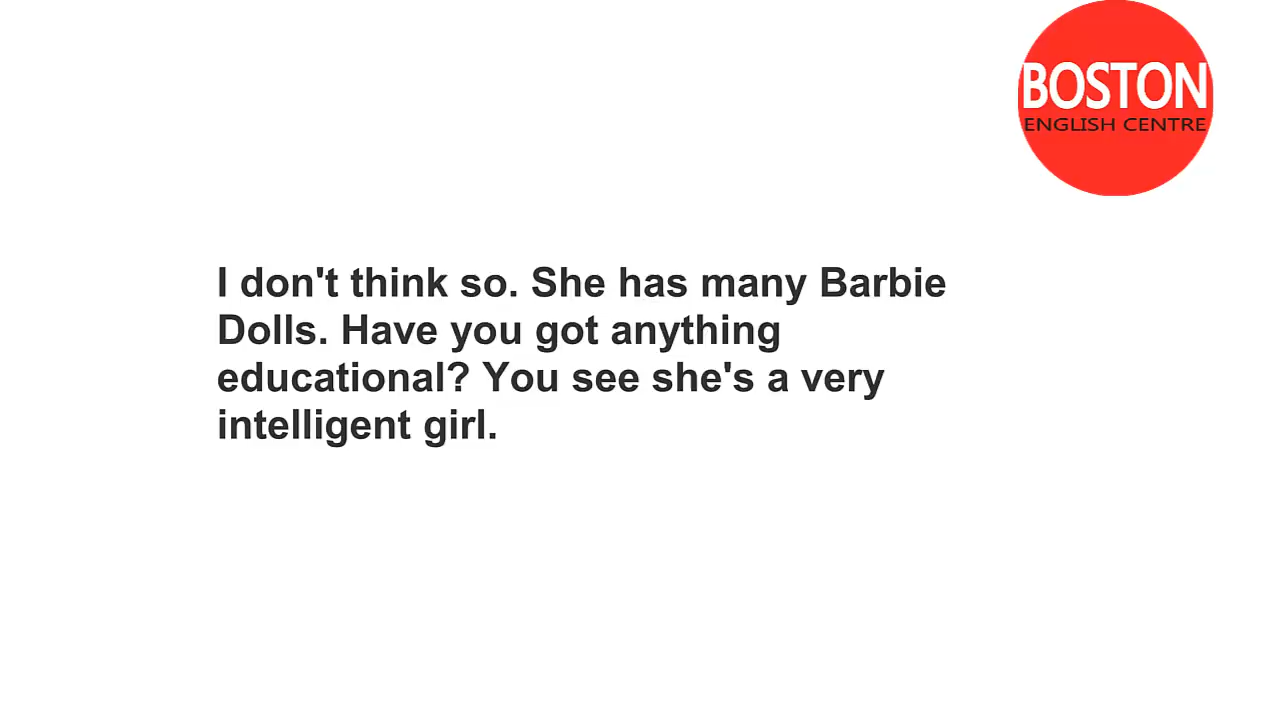 BOSTON
ENGLISH CENTRE
I don't think so. She has many Barbie
Dolls. Have you got anything
educational? You see she's a very
intelligent girl.